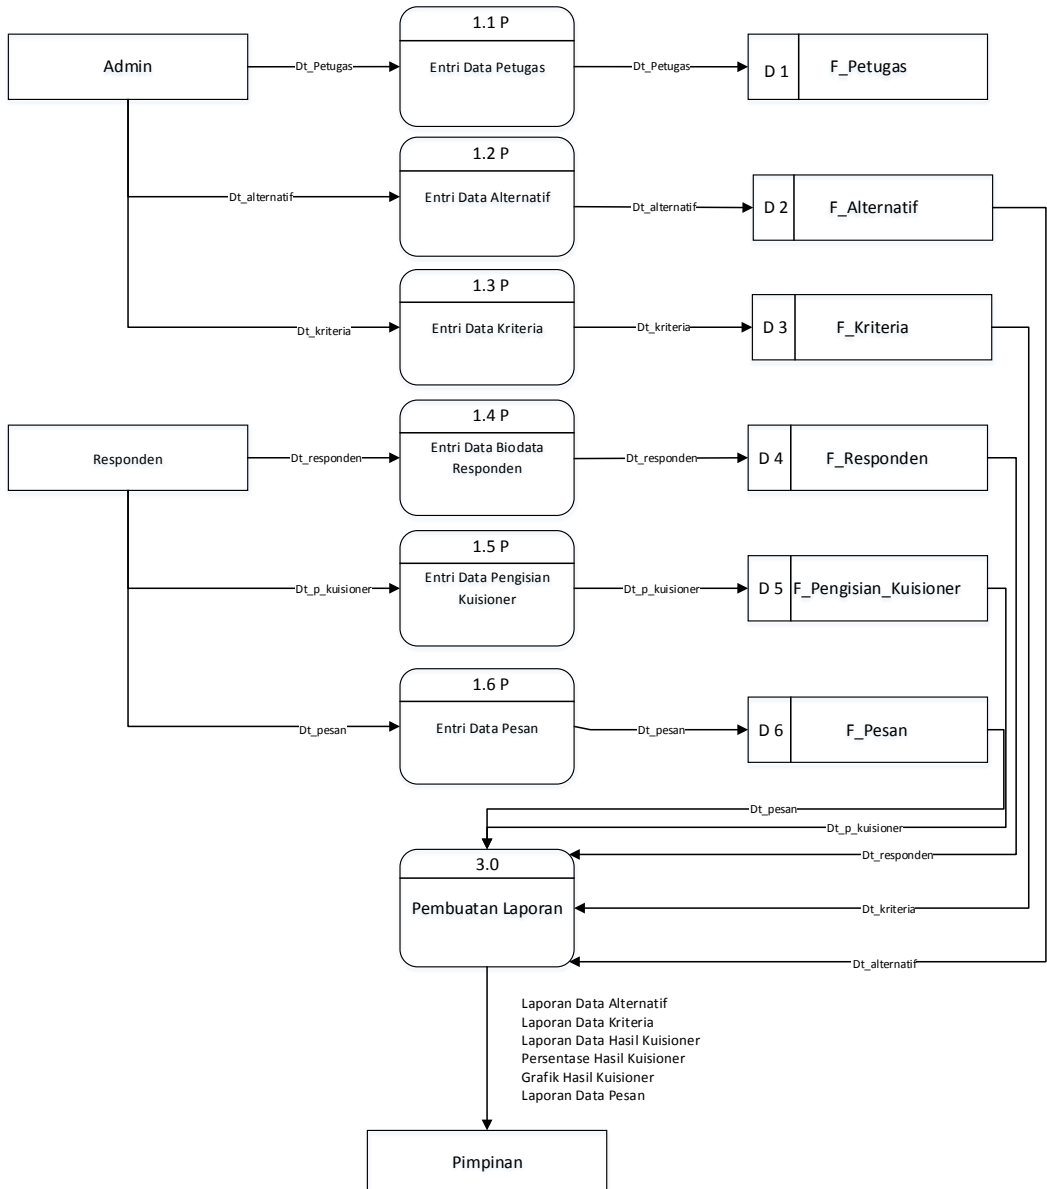 1.1 P
Admin
Dt_Petugas
Entri Data Petugas
Dt_Petugas
D 1
F_Petugas
1.2 P
Dt_alternatif
Entri Data Alternatif
Dt_alternatif
D 2
F_Alternatif
1.3 P
Dt_kriteria
Entri Data Kriteria
Dt_kriteria
D 3
F_Kriteria
1.4 P
Responden
Dt_responden
Entri Data Biodata
Responden
Dt_responden
D 4
F_Responden
1.5 P
Dt_p_kuisioner
Entri Data Pengisian
Kuisioner
Dt_p_kuisioner
D 5
F_Pengisian_Kuisioner
1.6 P
Dt_pesan
Entri Data Pesan
Dt_pesan
D 6
F_Pesan
Dt_pesan
Dt_p_kuisioner
Dt_responden
3.0
Pembuatan Laporan
Dt_kriteria
Dt_alternatif
Laporan Data Alternatif
Laporan Data Kriteria
Laporan Data Hasil Kuisioner
Persentase Hasil Kuisioner
Grafik Hasil Kuisioner
Laporan Data Pesan
Pimpinan